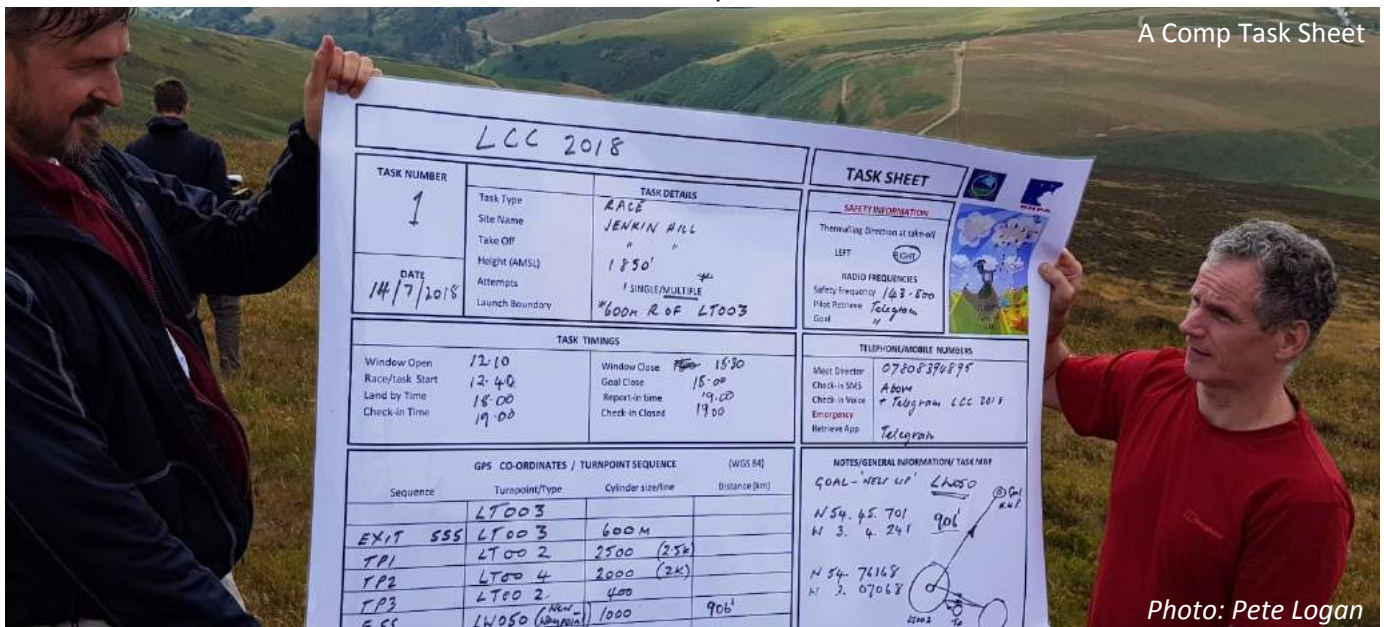 A Comp Task Sheet
LCC 2018
TASK SHEET
TASK NUMBER
1
DATE
14/7/2018
TASK DETAILS
Task Type RACE
Site Name JENKIN HILL
Take Off " "
Height (AMSL) 1850'
Attempts SINGLE/MULTIPLE
Launch Boundary *600m R OF LT003
SAFETY INFORMATION
Thermalling Direction at take-off
LEFT RIGHT
RADIO FREQUENCIES
Safety Frequency 143.800
Pilot Retrieve Telegram
Goal "
TASK TIMINGS
Window Open 12.10 Window Close 15:30
Race/task Start 12.40 Goal Close
Land by Time 18.00 Report-in time 19.00
Check-in Time 19.00 Check-in Closed 1900
TELEPHONE/MOBILE NUMBERS
Meet Director 07808394895
Check-in SMS Above
Check-in Voice + Telegram LCC 2018
Emergency
Retrieve App Telegram
GPS CO-ORDINATES / TURNPOINT SEQUENCE (WGS 84)
Sequence Turnpoint/Type Cylinder size/line Distance (km)
LT003
EXIT SSS LT003 600M
TP1 LT002 2500 (2.5k)
TP2 LT004 2000 (2k)
TP3 LT002 400
ESS LW050 (New Waypoint) 1000 906'
NOTES/GENERAL INFORMATION/ TASK MAP
GOAL - 'NEW UP' LW050
N 54. 45. 701
W 3. 4. 241 906'
N 54. 76168
W 3. 07068
Goal
LT002
Photo: Pete Logan